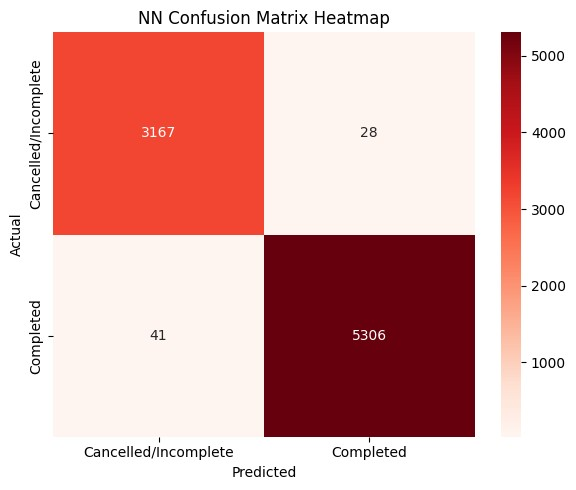 NN Confusion Matrix Heatmap
Actual
Cancelled/Incomplete
3167
28
Completed
41
5306
Cancelled/Incomplete
Completed
Predicted
5000
4000
3000
2000
1000